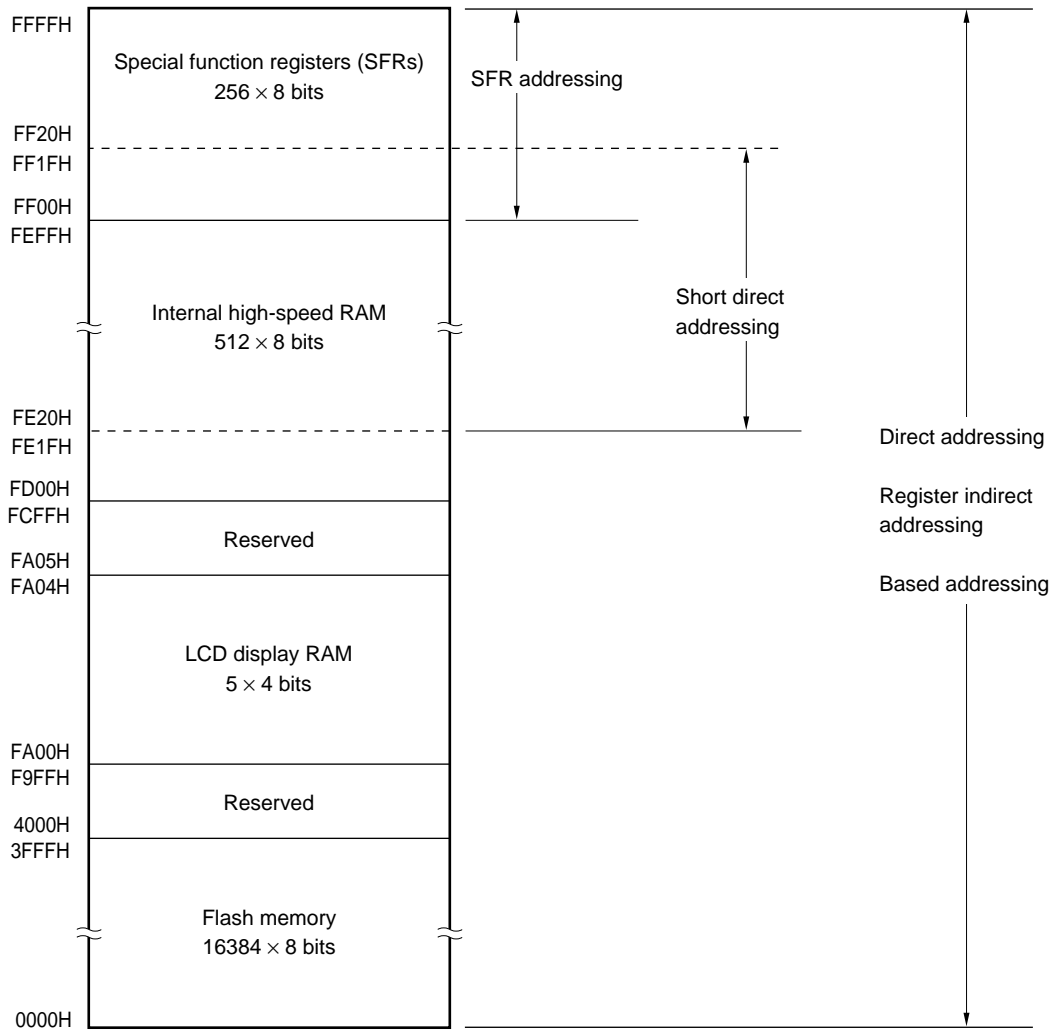 FFFFH
Special function registers (SFRs)
256 × 8 bits
SFR addressing
FF20H
FF1FH
FF00H
FEFFH
Internal high-speed RAM
512 × 8 bits
Short direct
addressing
FE20H
FE1FH
Direct addressing
FD00H
FCFFH
Register indirect
addressing
Reserved
FA05H
FA04H
Based addressing
LCD display RAM
5 × 4 bits
FA00H
F9FFH
Reserved
4000H
3FFFH
Flash memory
16384 × 8 bits
0000H